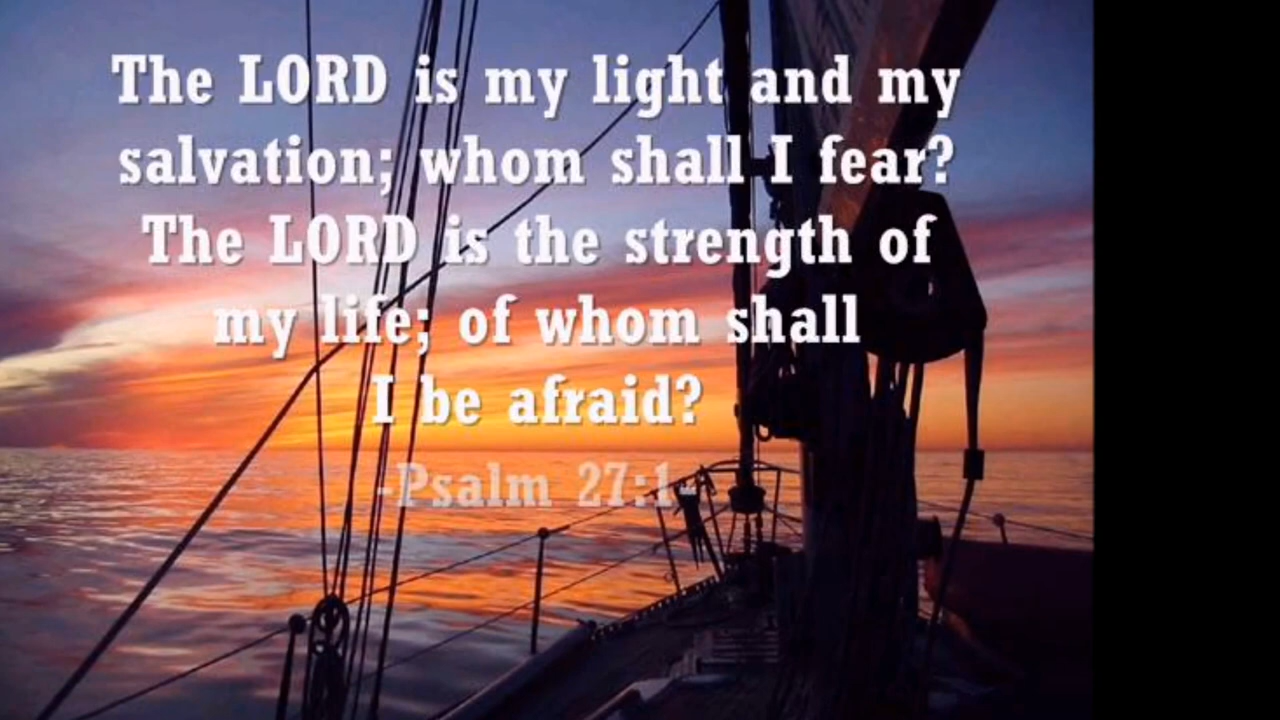 The LORD is my light and my
salvation; whom shall I fear?
The LORD is the strength of
my life; of whom shall
I be afraid?
-Psalm 27:1-